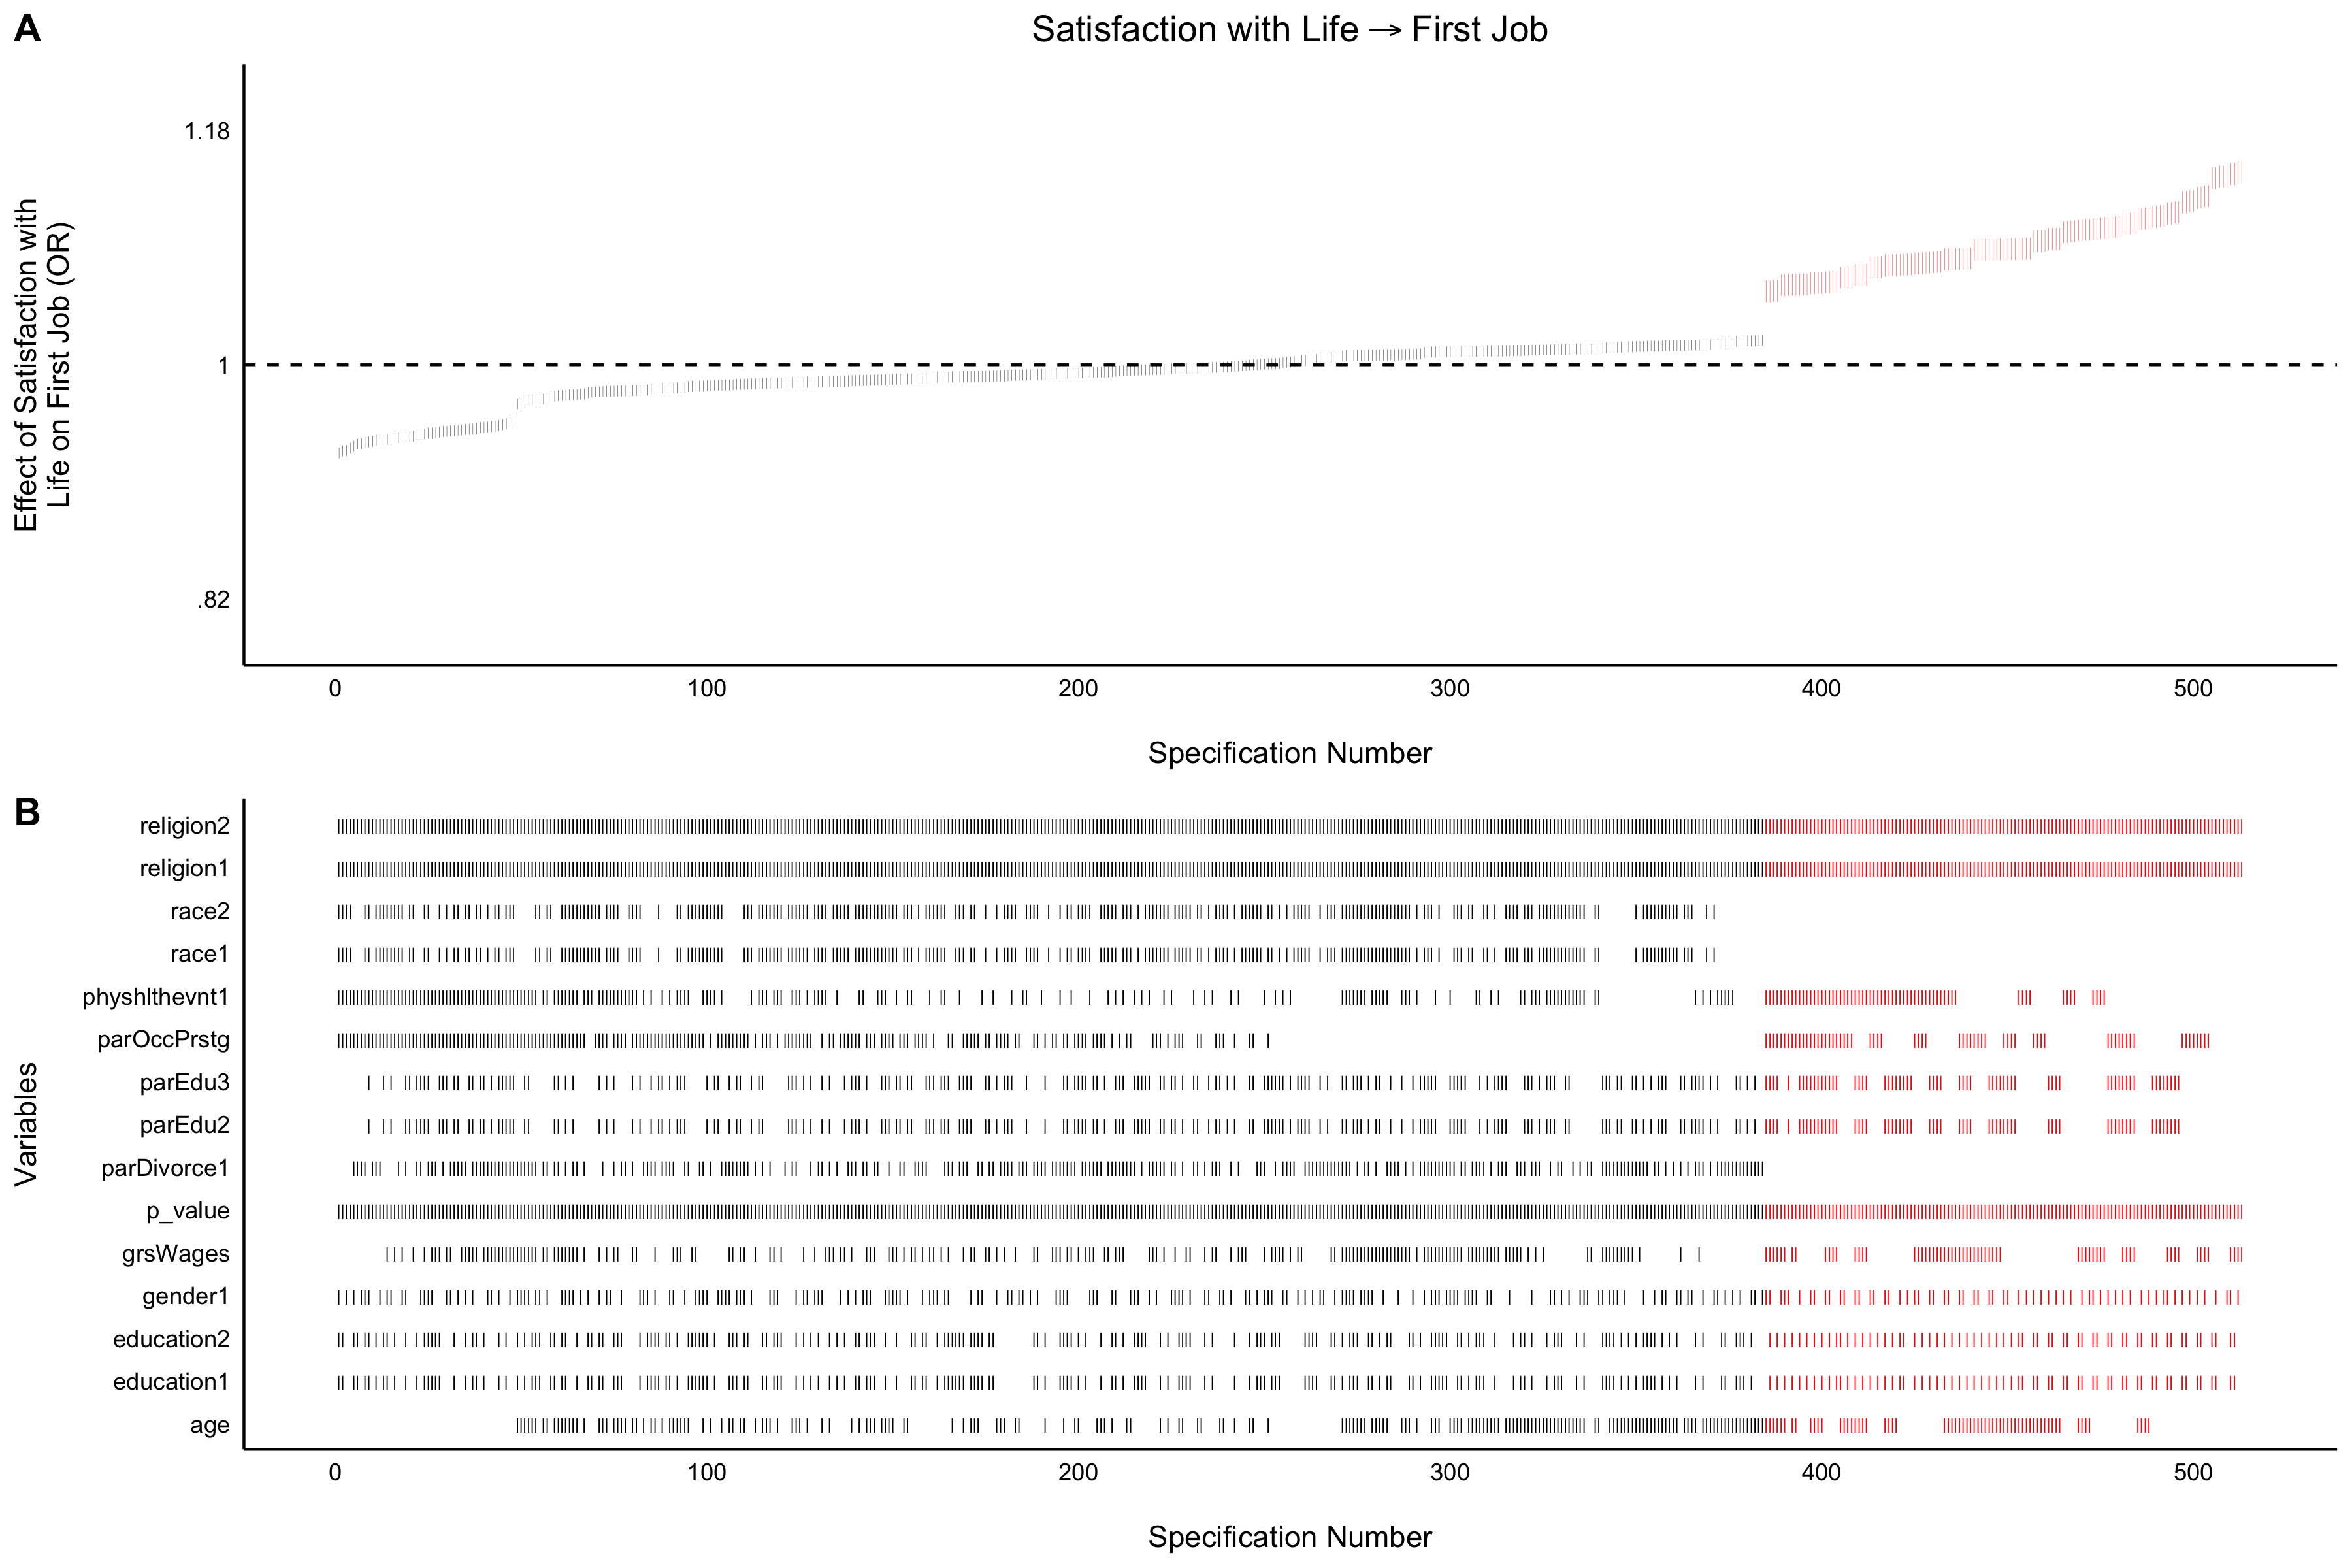 A
Satisfaction with Life → First Job
Effect of Satisfaction with
Life on First Job (OR)
1.18
1
.82
0 100 200 300 400 500
Specification Number
B
Variables
religion2
religion1
race2
race1
physhlthevnt1
parOccPrstg
parEdu3
parEdu2
parDivorce1
p_value
grsWages
gender1
education2
education1
age
0 100 200 300 400 500
Specification Number